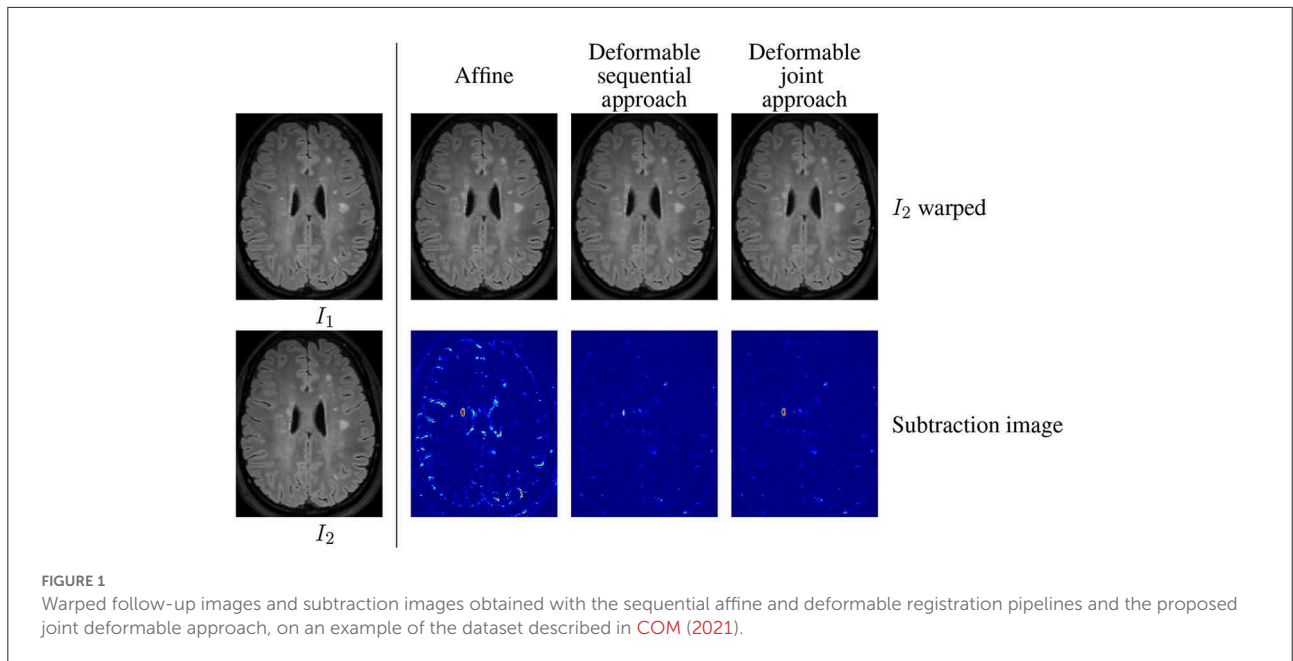 Affine
Deformable
sequential
approach
Deformable
joint
approach
I₁
I₂ warped
I₂
Subtraction image
FIGURE 1
Warped follow-up images and subtraction images obtained with the sequential affine and deformable registration pipelines and the proposed
joint deformable approach, on an example of the dataset described in COM (2021).